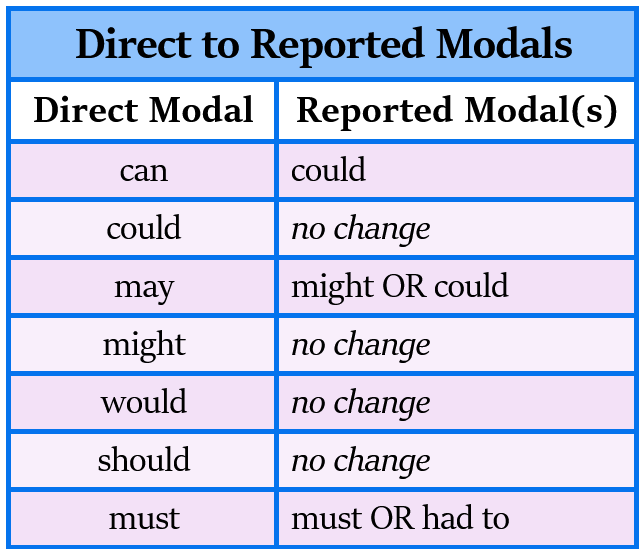 Direct to Reported Modals
Direct Modal Reported Modal(s)
can could
could no change
may might OR could
might no change
would no change
should no change
must must OR had to